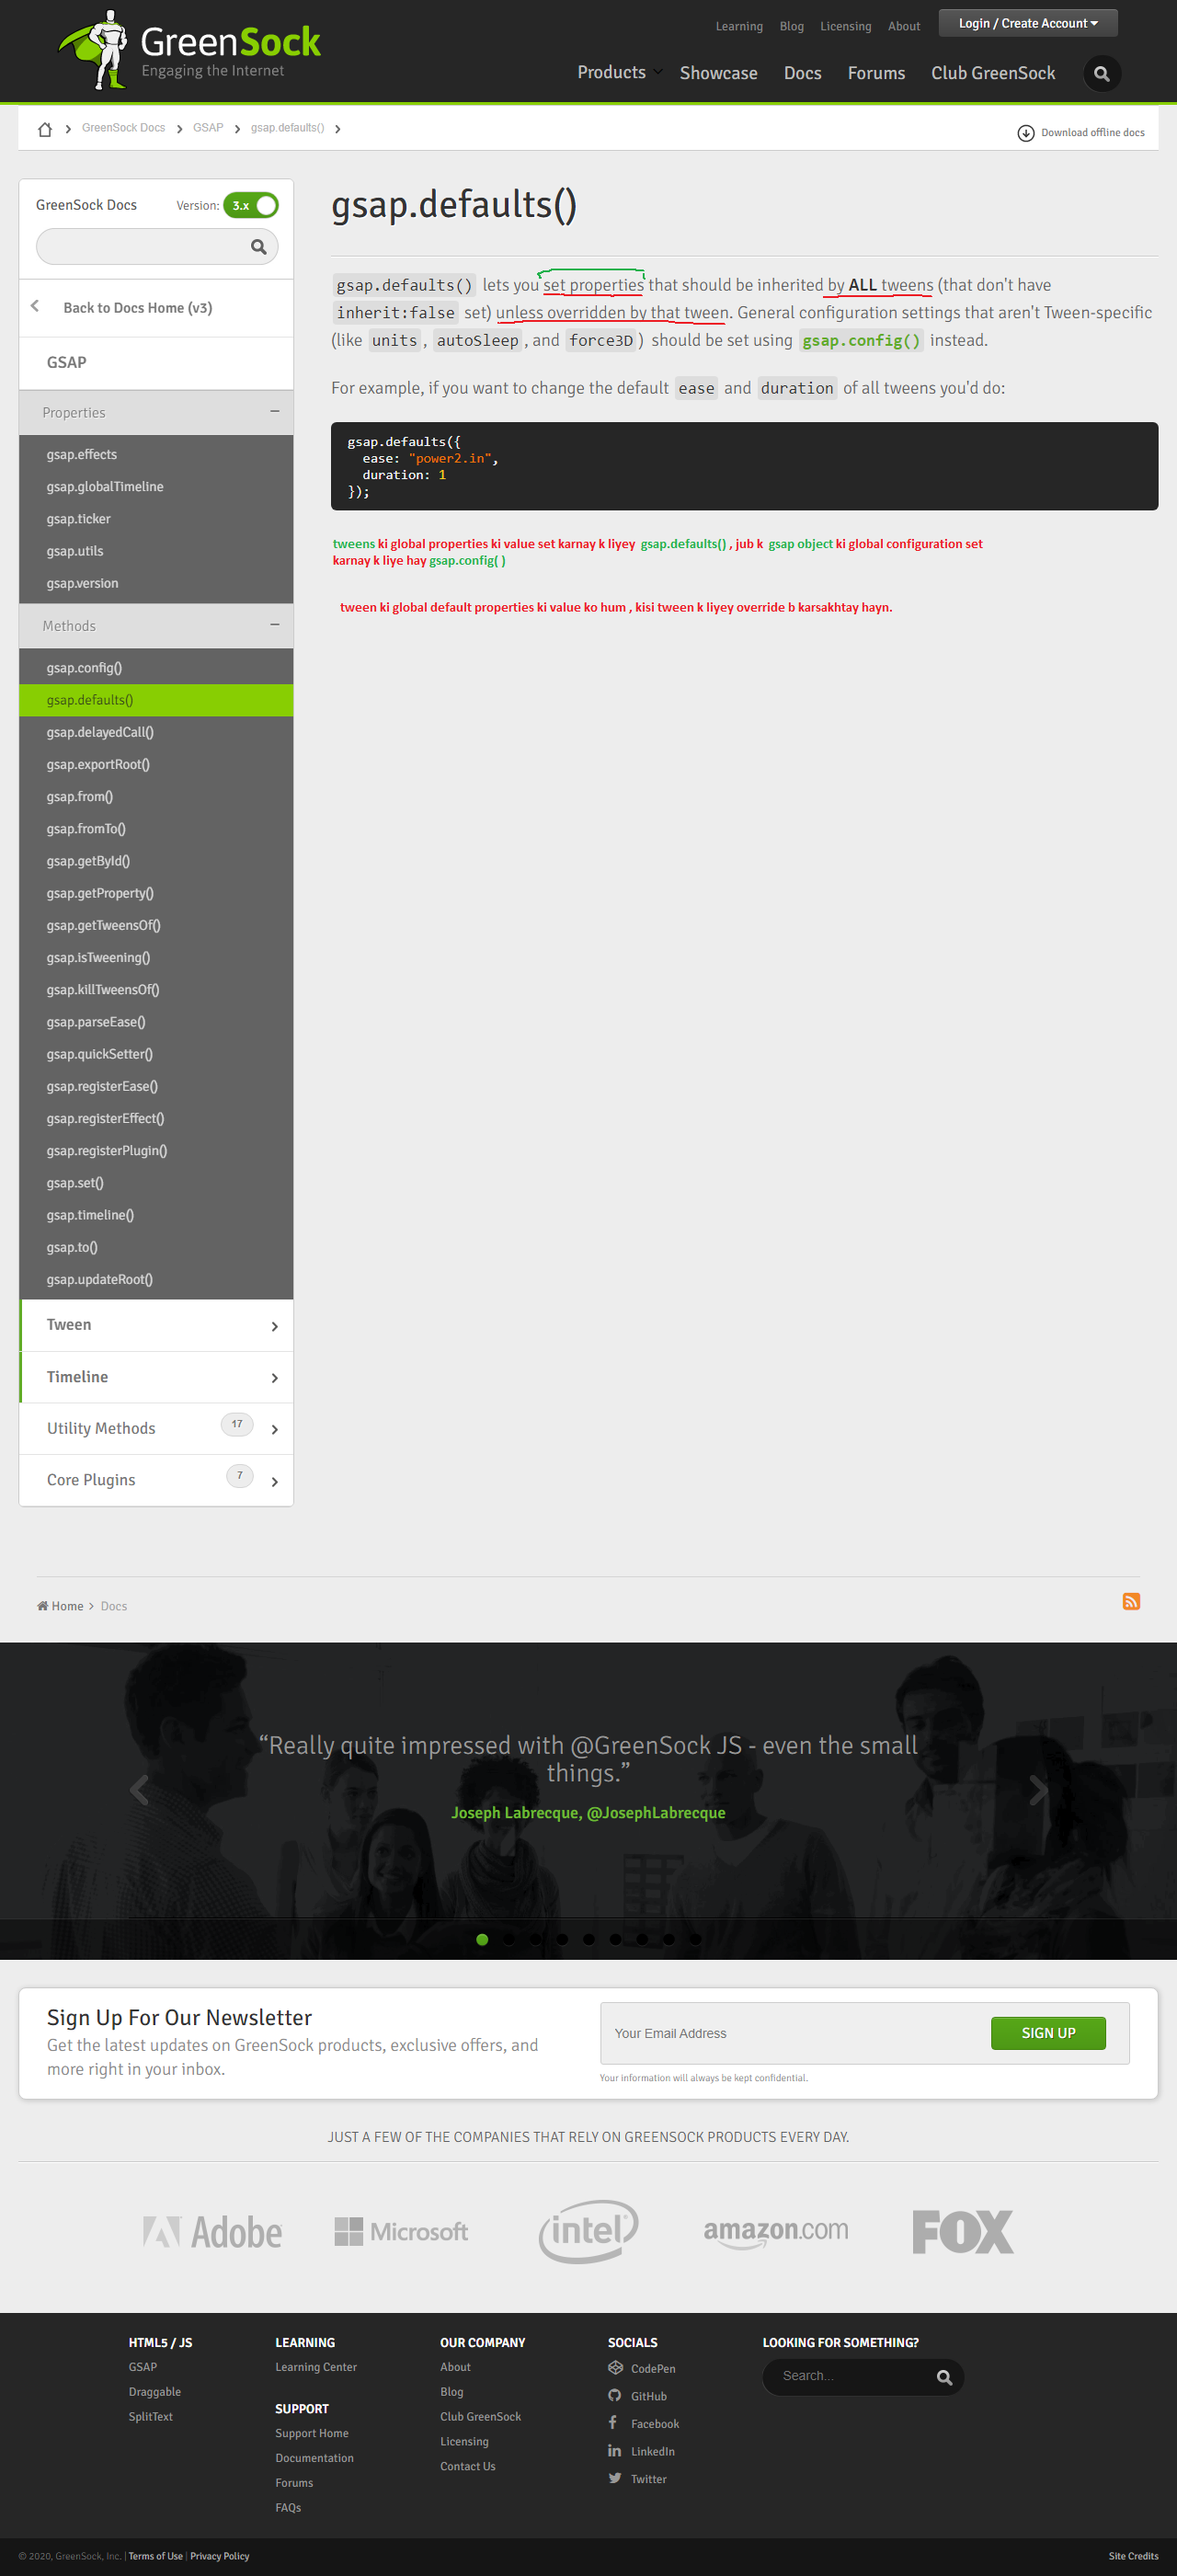 Learning Blog Licensing About Login / Create Account
GreenSock
Engaging the Internet
Products Showcase Docs Forums Club GreenSock
GreenSock Docs GSAP gsap.defaults()
Download offline docs
GreenSock Docs Version: 3.x
Back to Docs Home (v3)
GSAP
Properties
gsap.effects
gsap.globalTimeline
gsap.ticker
gsap.utils
gsap.version
Methods
gsap.config()
gsap.defaults()
gsap.delayedCall()
gsap.exportRoot()
gsap.from()
gsap.fromTo()
gsap.getById()
gsap.getProperty()
gsap.getTweensOf()
gsap.isTweening()
gsap.killTweensOf()
gsap.parseEase()
gsap.quickSetter()
gsap.registerEase()
gsap.registerEffect()
gsap.registerPlugin()
gsap.set()
gsap.timeline()
gsap.to()
gsap.updateRoot()
Tween
Timeline
Utility Methods 17
Core Plugins 7
gsap.defaults()
gsap.defaults() lets you set properties that should be inherited by ALL tweens (that don't have
inherit:false set) unless overridden by that tween. General configuration settings that aren't Tween-specific
(like units, autoSleep, and force3D) should be set using gsap.config() instead.
For example, if you want to change the default ease and duration of all tweens you'd do:
gsap.defaults({
ease: "power2.in",
duration: 1
});
tweens ki global properties ki value set karnay k liyey gsap.defaults() , jub k gsap object ki global configuration set
karnay k liye hay gsap.config( )
tween ki global default properties ki value ko hum , kisi tween k liyey override b karsakhtay hayn.
Home Docs
“Really quite impressed with @GreenSock JS - even the small
things.”
Joseph Labrecque, @JosephLabrecque
Sign Up For Our Newsletter
Get the latest updates on GreenSock products, exclusive offers, and
more right in your inbox.
Your Email Address SIGN UP
Your information will always be kept confidential.
JUST A FEW OF THE COMPANIES THAT RELY ON GREENSOCK PRODUCTS EVERY DAY.
Adobe Microsoft intel amazon.com FOX
HTML5 / JS
GSAP
Draggable
SplitText
LEARNING
Learning Center
SUPPORT
Support Home
Documentation
Forums
FAQs
OUR COMPANY
About
Blog
Club GreenSock
Licensing
Contact Us
SOCIALS
CodePen
GitHub
Facebook
LinkedIn
Twitter
LOOKING FOR SOMETHING?
Search...
© 2020, GreenSock, Inc. | Terms of Use | Privacy Policy
Site Credits